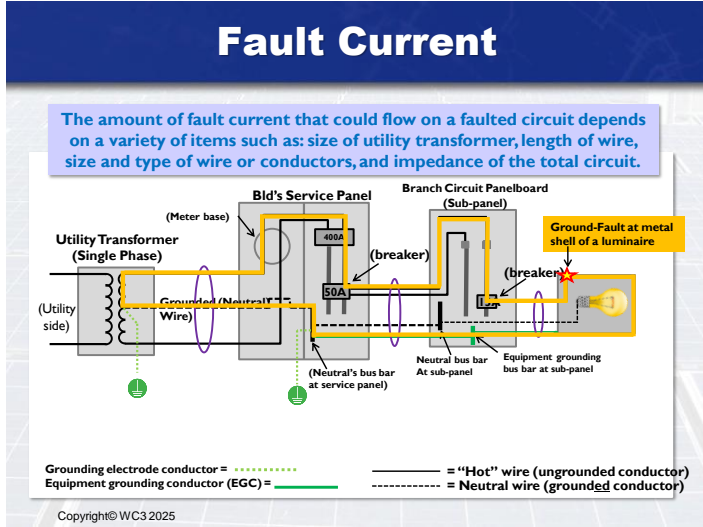 Fault Current
The amount of fault current that could flow on a faulted circuit depends
on a variety of items such as: size of utility transformer, length of wire,
size and type of wire or conductors, and impedance of the total circuit.
Bld's Service Panel
Branch Circuit Panelboard
(Sub-panel)
(Meter base)
Ground-Fault at metal
shell of a luminaire
Utility Transformer
(Single Phase)
400A
(breaker)
(breaker)
50A
(Utility
side)
Grounded (Neutral
Wire)
(Neutral's bus bar
at service panel)
Neutral bus bar
At sub-panel
Equipment grounding
bus bar at sub-panel
Grounding electrode conductor =
Equipment grounding conductor (EGC) =
= "Hot" wire (ungrounded conductor)
= Neutral wire (grounded conductor)
Copyright© WC3 2025